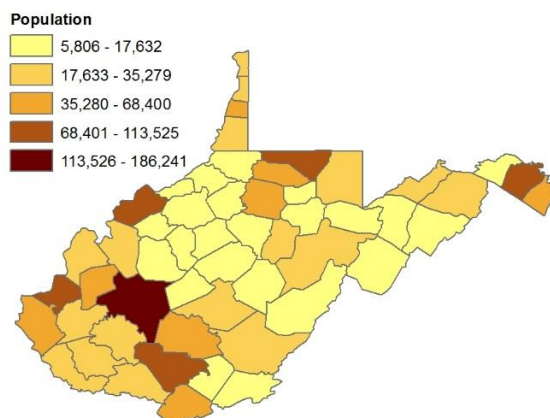 Population
5,806 - 17,632
17,633 - 35,279
35,280 - 68,400
68,401 - 113,525
113,526 - 186,241